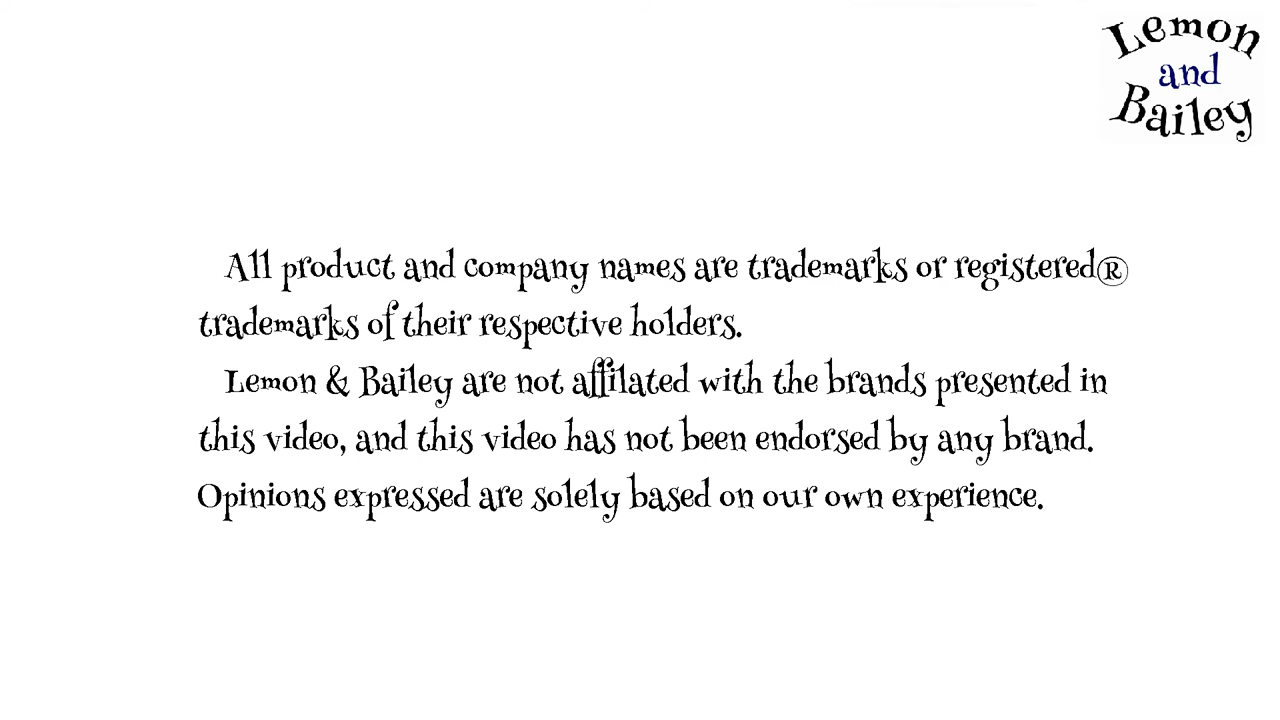 Lemon
and
Bailey
All product and company names are trademarks or registered®
trademarks of their respective holders.
Lemon & Bailey are not affilated with the brands presented in
this video, and this video has not been endorsed by any brand.
Opinions expressed are solely based on our own experience.